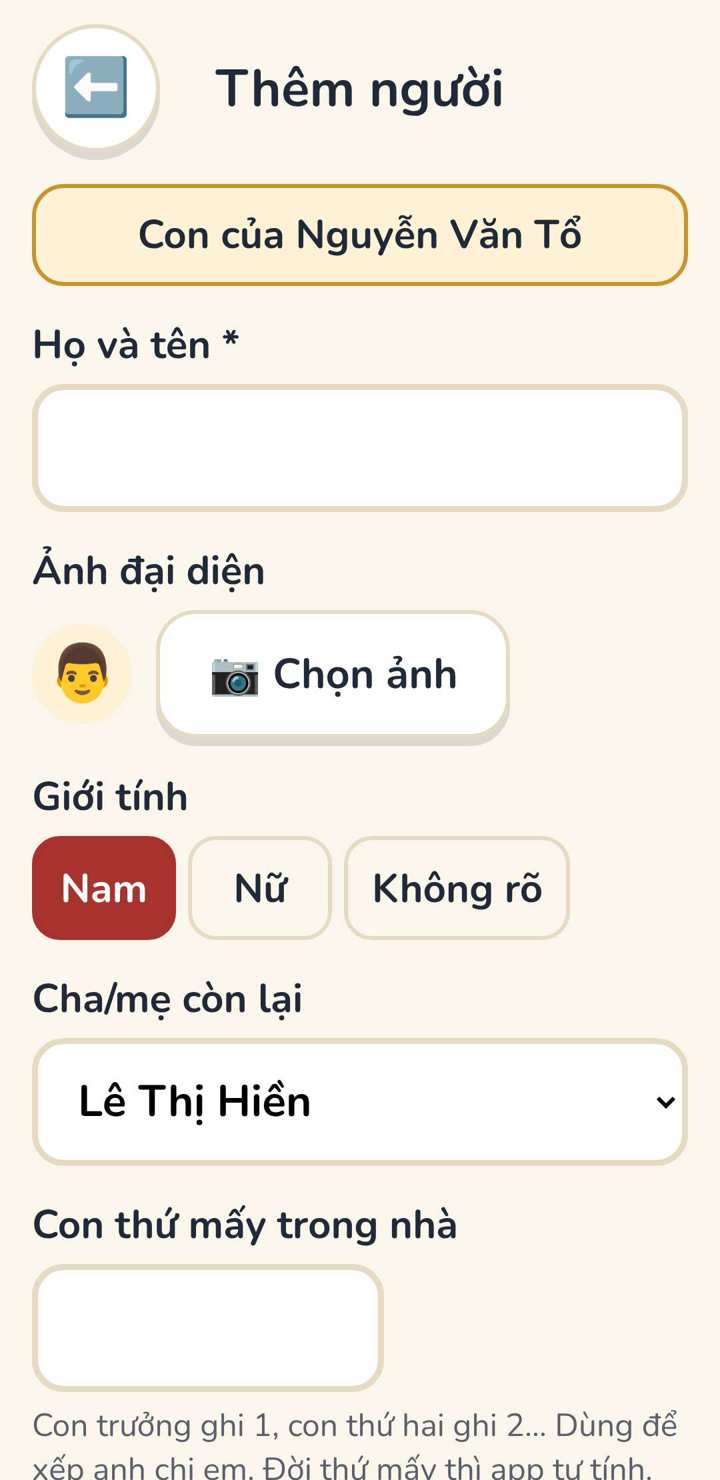 Thêm người
Con của Nguyễn Văn Tổ
Họ và tên *
Ảnh đại diện
Chọn ảnh
Giới tính
Nam
Nữ
Không rõ
Cha/mẹ còn lại
Lê Thị Hiền
Con thứ mấy trong nhà
Con trưởng ghi 1, con thứ hai ghi 2... Dùng để
xếp anh chị em. Đời thứ mấy thì app tự tính.